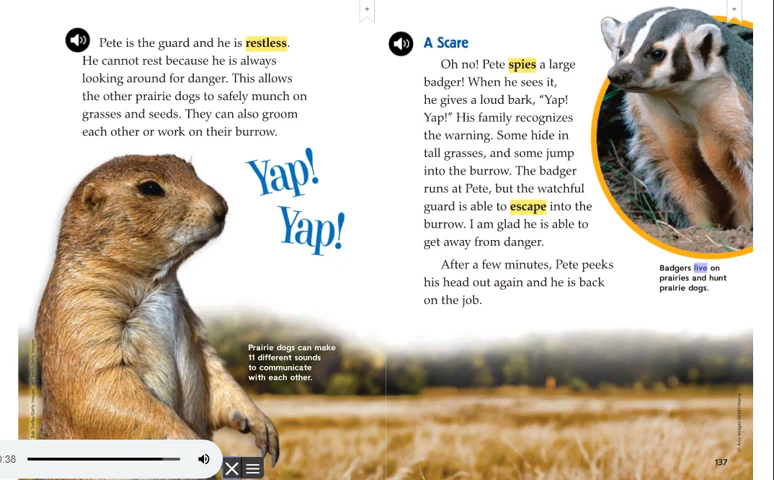 Pete is the guard and he is restless.
He cannot rest because he is always
looking around for danger. This allows
the other prairie dogs to safely munch on
grasses and seeds. They can also groom
each other or work on their burrow.
Yap!
Yap!
Prairie dogs can make
11 different sounds
to communicate
with each other.
A Scare
Oh no! Pete spies a large
badger! When he sees it,
he gives a loud bark, “Yap!
Yap!” His family recognizes
the warning. Some hide in
tall grasses, and some jump
into the burrow. The badger
runs at Pete, but the watchful
guard is able to escape into the
burrow. I am glad he is able to
get away from danger.
After a few minutes, Pete peeks
his head out again and he is back
on the job.
Badgers live on
prairies and hunt
prairie dogs.
137
0:38